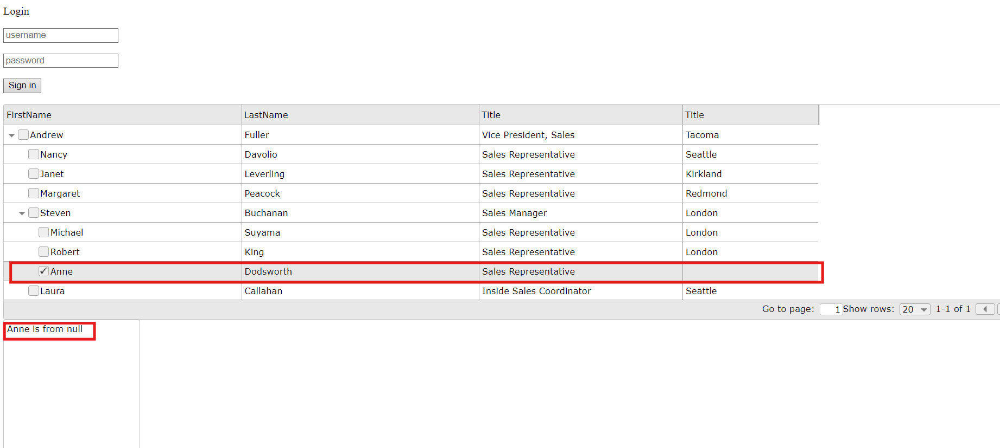 Login
username
password
Sign in
FirstName LastName Title Title
Andrew Fuller Vice President, Sales Tacoma
Nancy Davolio Sales Representative Seattle
Janet Leverling Sales Representative Kirkland
Margaret Peacock Sales Representative Redmond
Steven Buchanan Sales Manager London
Michael Suyama Sales Representative London
Robert King Sales Representative London
Anne Dodsworth Sales Representative
Laura Callahan Inside Sales Coordinator Seattle
Go to page: 1 Show rows: 20 1-1 of 1
Anne is from null